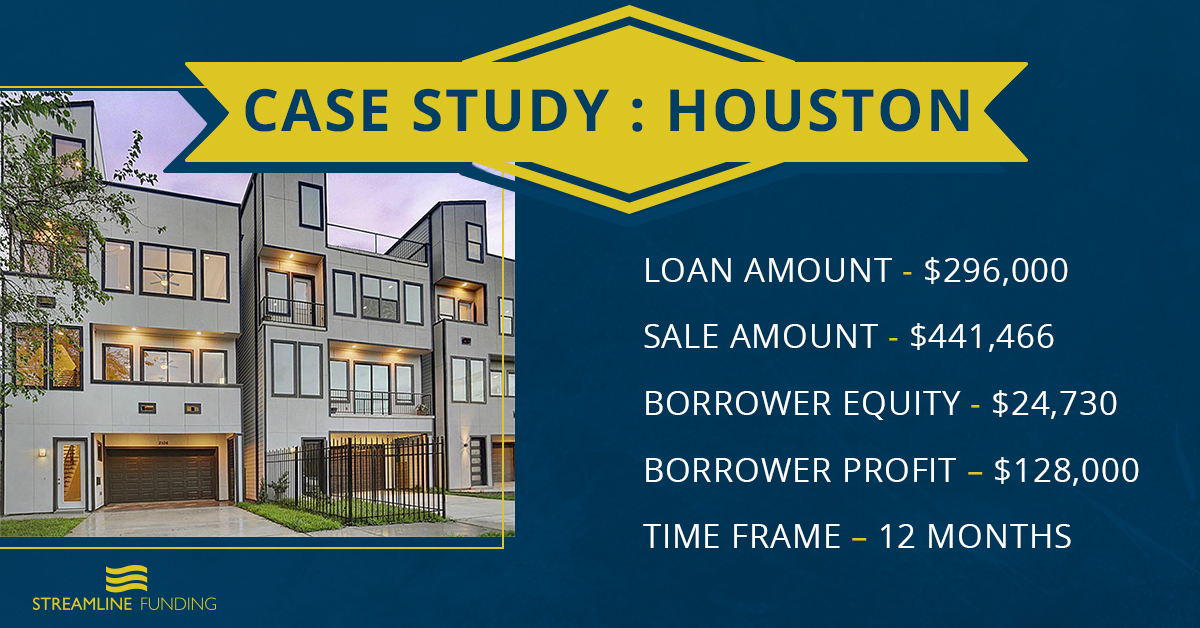 CASE STUDY : HOUSTON
LOAN AMOUNT - $296,000
SALE AMOUNT - $441,466
BORROWER EQUITY - $24,730
BORROWER PROFIT – $128,000
TIME FRAME – 12 MONTHS
STREAMLINE FUNDING